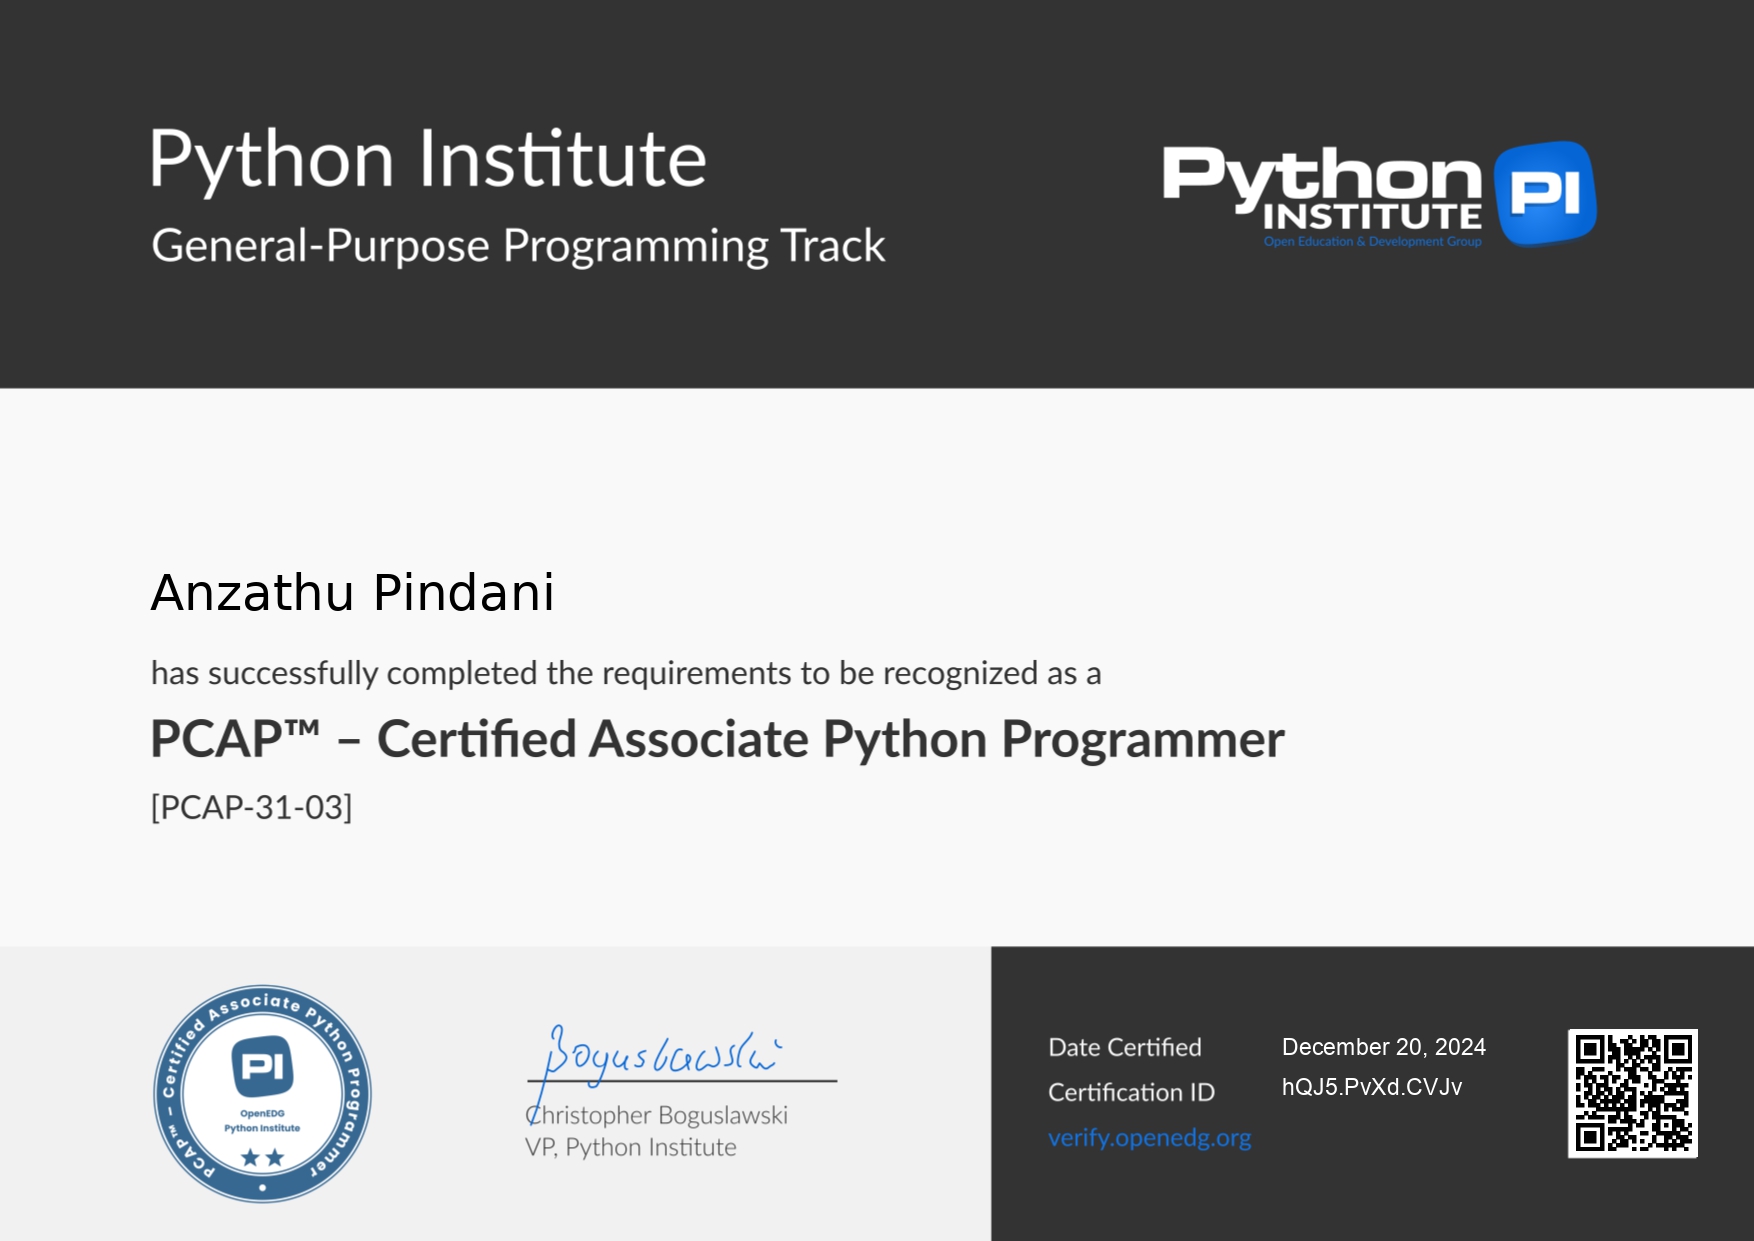 Python Institute
General-Purpose Programming Track
Python
INSTITUTE
Open Education & Development Group
PI
Anzathu Pindani
has successfully completed the requirements to be recognized as a
PCAP™ – Certified Associate Python Programmer
[PCAP-31-03]
PCAP™ – Certified Associate Python Programmer
PI
OpenEDG
Python Institute
Boguslawski
Christopher Boguslawski
VP, Python Institute
Date Certified December 20, 2024
Certification ID hQJ5.PvXd.CVJv
verify.openedg.org